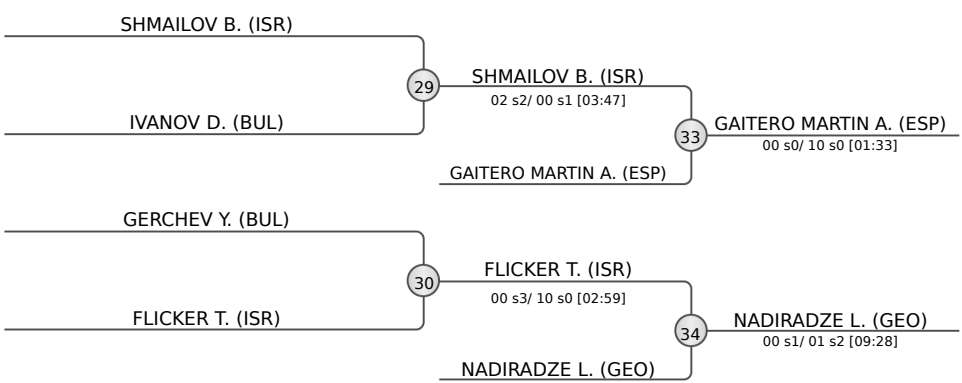 SHMAILOV B. (ISR)
IVANOV D. (BUL)
29
SHMAILOV B. (ISR)
02 s2/ 00 s1 [03:47]
GAITERO MARTIN A. (ESP)
33
GAITERO MARTIN A. (ESP)
00 s0/ 10 s0 [01:33]
GERCHEV Y. (BUL)
FLICKER T. (ISR)
30
FLICKER T. (ISR)
00 s3/ 10 s0 [02:59]
NADIRADZE L. (GEO)
34
NADIRADZE L. (GEO)
00 s1/ 01 s2 [09:28]